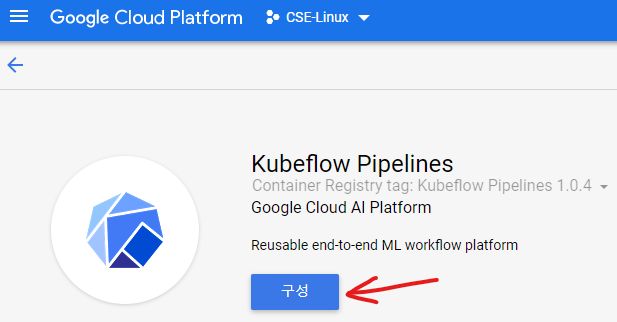 Google Cloud Platform
CSE-Linux
Kubeflow Pipelines
Container Registry tag: Kubeflow Pipelines 1.0.4
Google Cloud AI Platform
Reusable end-to-end ML workflow platform
구성